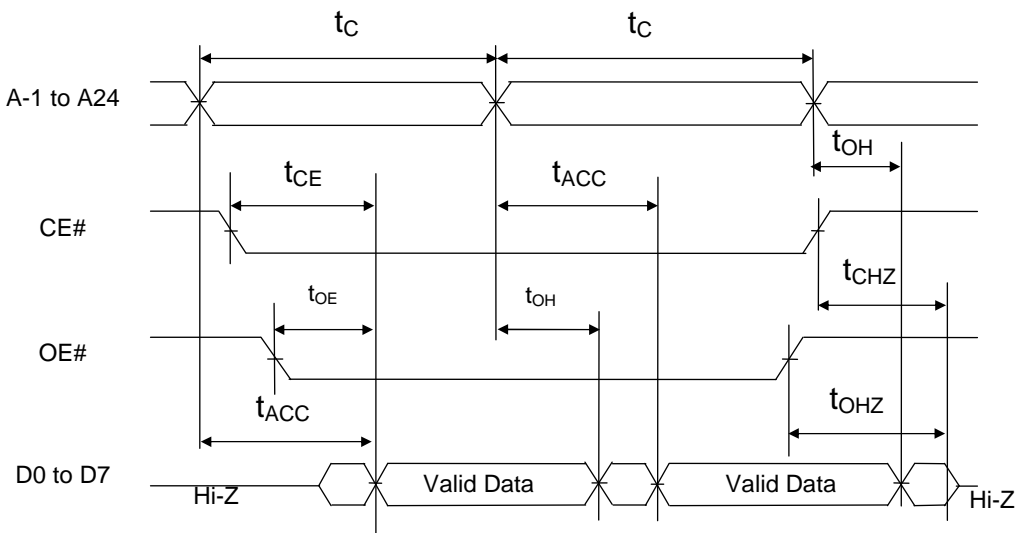 tC tC
A-1 to A24
tOH
tCE tACC
CE#
tCHZ
tOE tOH
OE#
tACC tOHZ
D0 to D7
Hi-Z Valid Data Valid Data Hi-Z